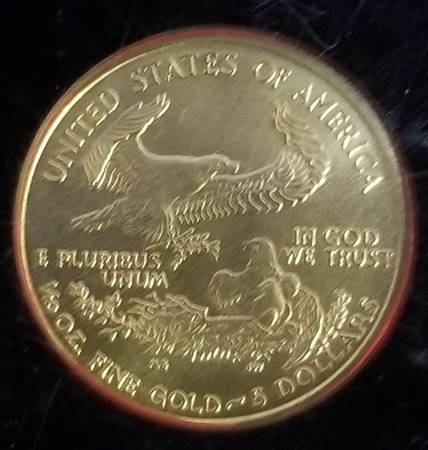 UNITED STATES OF AMERICA
E PLURIBUS
UNUM
IN GOD
WE TRUST
1/10 OZ. FINE GOLD~5 DOLLARS